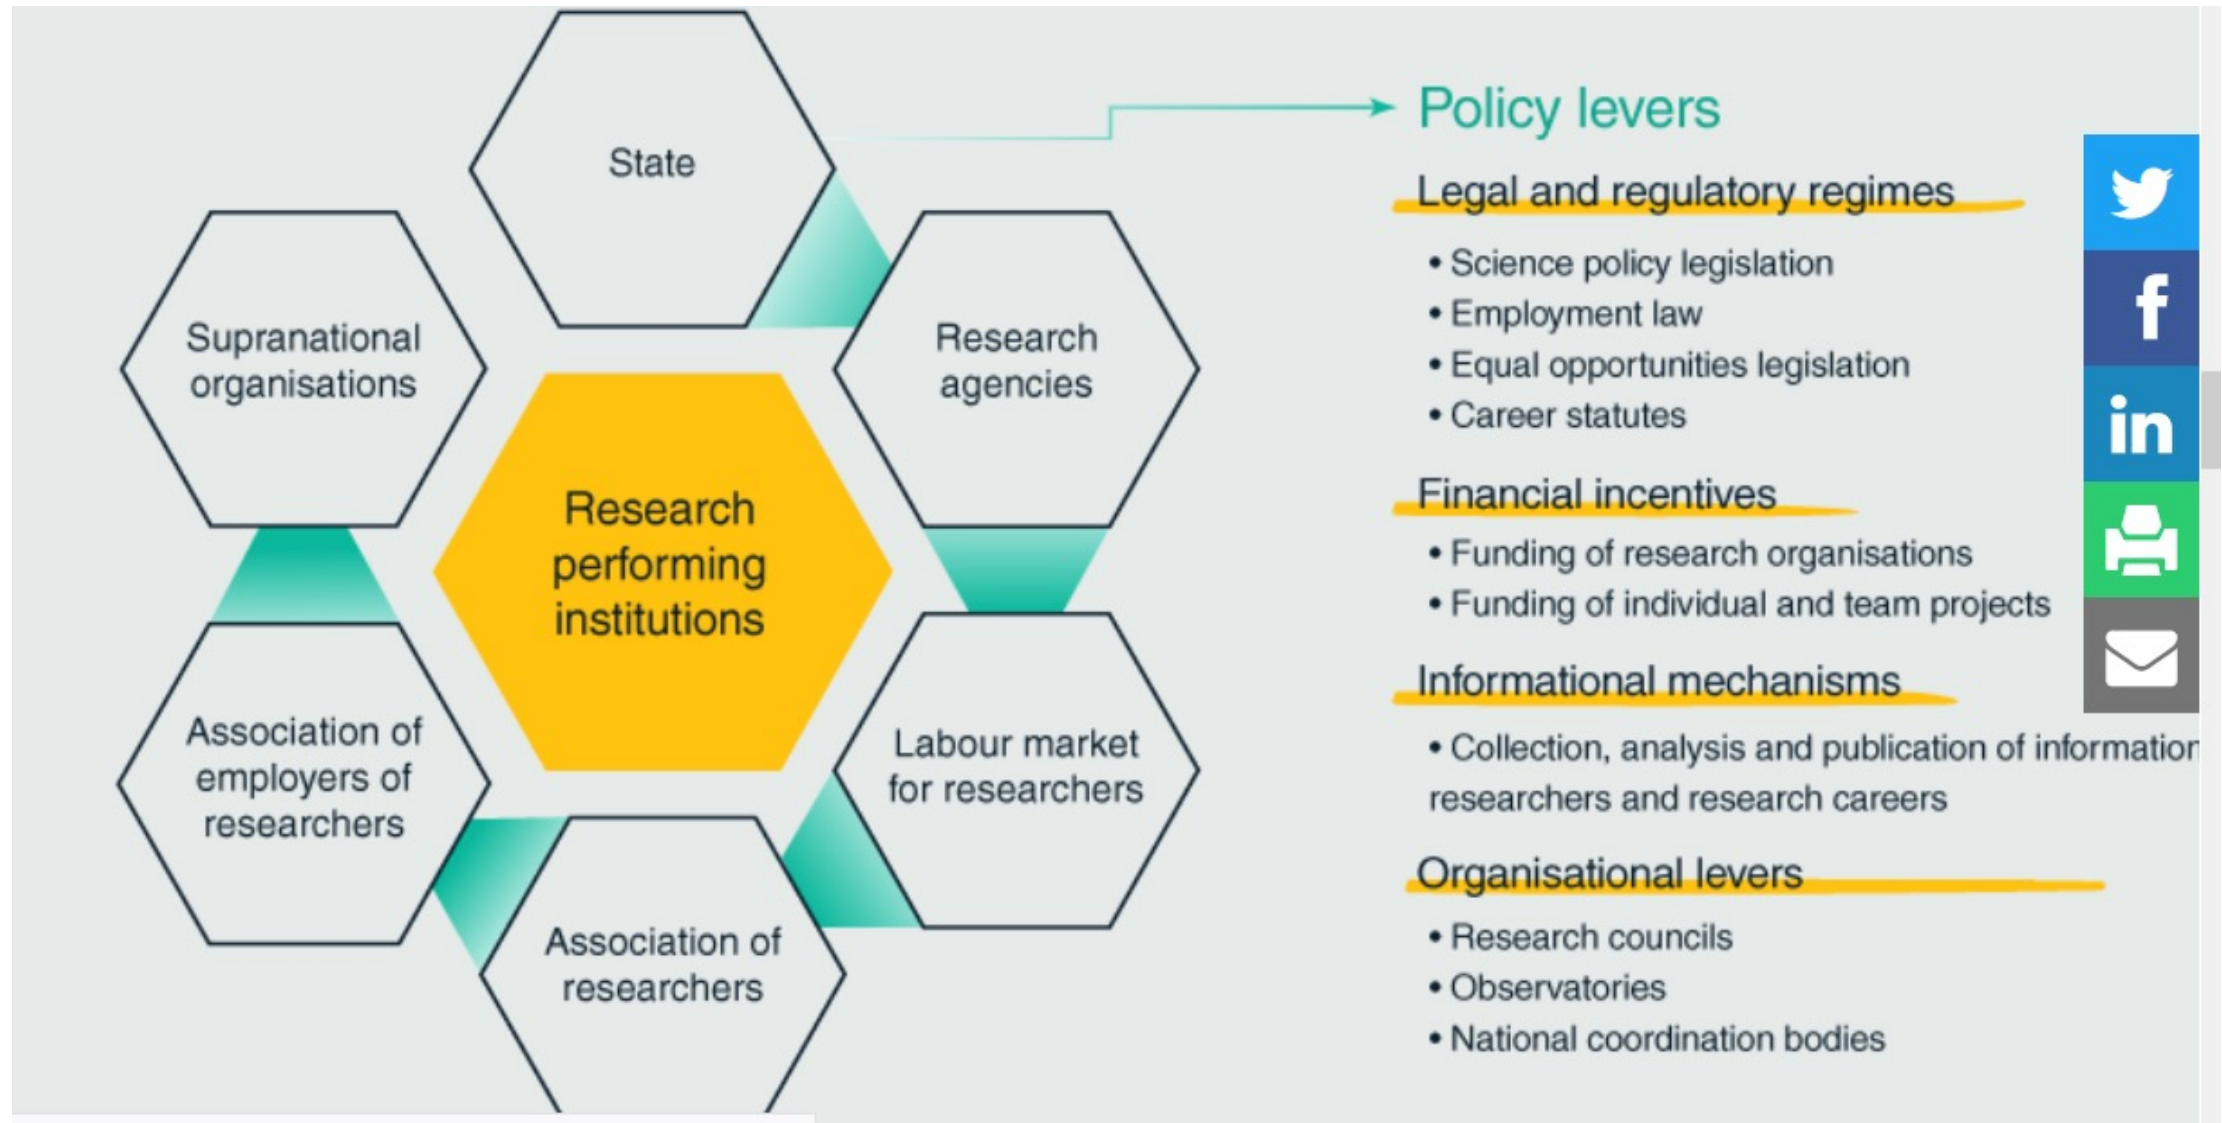 State
Supranational
organisations
Research
agencies
Research
performing
institutions
Association of
employers of
researchers
Labour market
for researchers
Association of
researchers
Policy levers
Legal and regulatory regimes
• Science policy legislation
• Employment law
• Equal opportunities legislation
• Career statutes
Financial incentives
• Funding of research organisations
• Funding of individual and team projects
Informational mechanisms
• Collection, analysis and publication of information
researchers and research careers
Organisational levers
• Research councils
• Observatories
• National coordination bodies
f
in